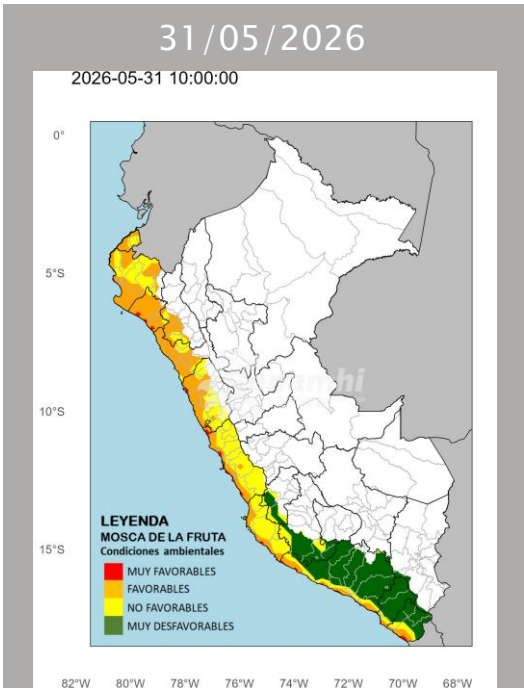 31/05/2026
2026-05-31 10:00:00
0°
5°S
10°S
15°S
senamhi
LEYENDA
MOSCA DE LA FRUTA
Condiciones ambientales
MUY FAVORABLES
FAVORABLES
NO FAVORABLES
MUY DESFAVORABLES
82°W 80°W 78°W 76°W 74°W 72°W 70°W 68°W